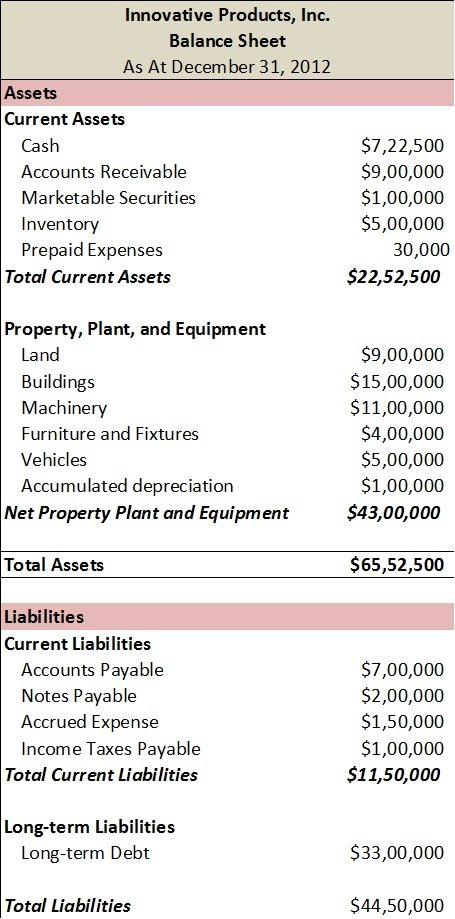 Innovative Products, Inc.
Balance Sheet
As At December 31, 2012
Assets
Current Assets
Cash $7,22,500
Accounts Receivable $9,00,000
Marketable Securities $1,00,000
Inventory $5,00,000
Prepaid Expenses 30,000
Total Current Assets $22,52,500
Property, Plant, and Equipment
Land $9,00,000
Buildings $15,00,000
Machinery $11,00,000
Furniture and Fixtures $4,00,000
Vehicles $5,00,000
Accumulated depreciation $1,00,000
Net Property Plant and Equipment $43,00,000
Total Assets $65,52,500
Liabilities
Current Liabilities
Accounts Payable $7,00,000
Notes Payable $2,00,000
Accrued Expense $1,50,000
Income Taxes Payable $1,00,000
Total Current Liabilities $11,50,000
Long-term Liabilities
Long-term Debt $33,00,000
Total Liabilities $44,50,000